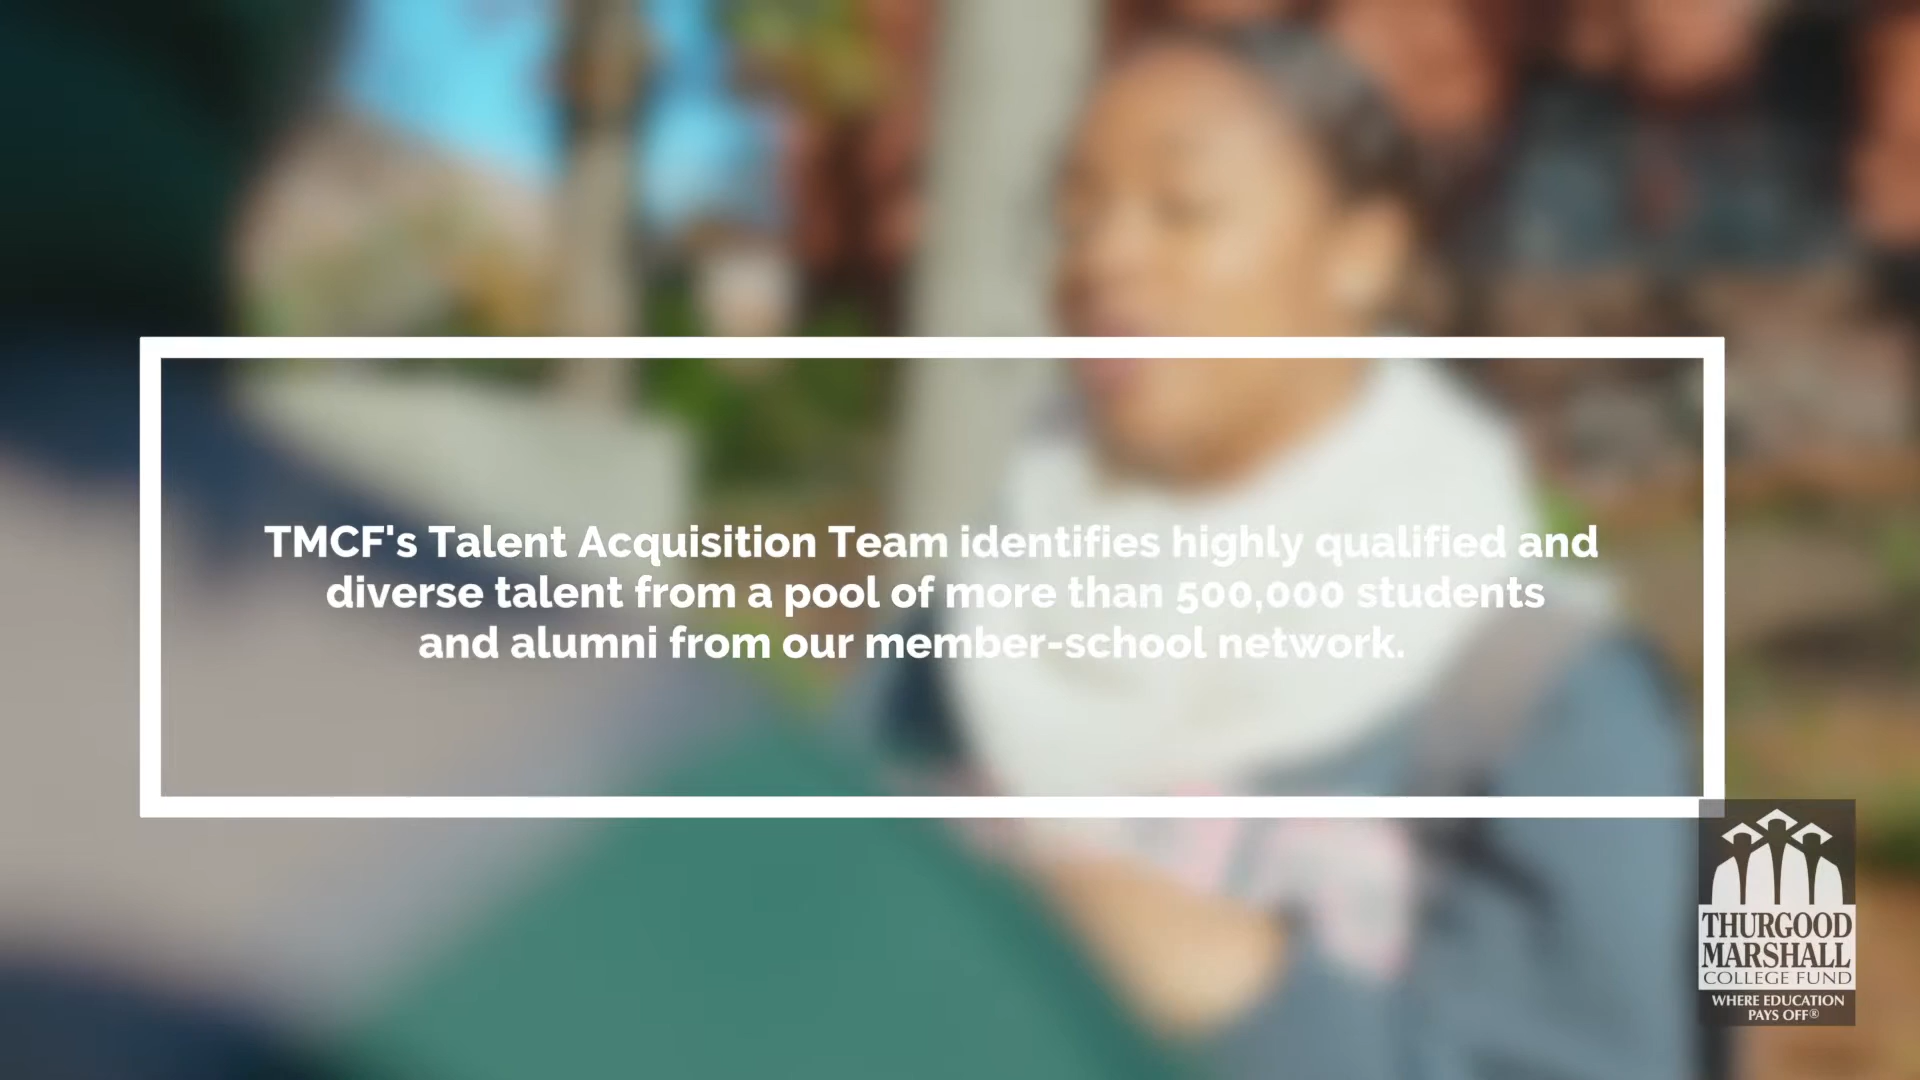 TMCF's Talent Acquisition Team identifies highly qualified and
diverse talent from a pool of more than 500,000 students
and alumni from our member-school network.
THURGOOD
MARSHALL
COLLEGE FUND
WHERE EDUCATION
PAYS OFF®